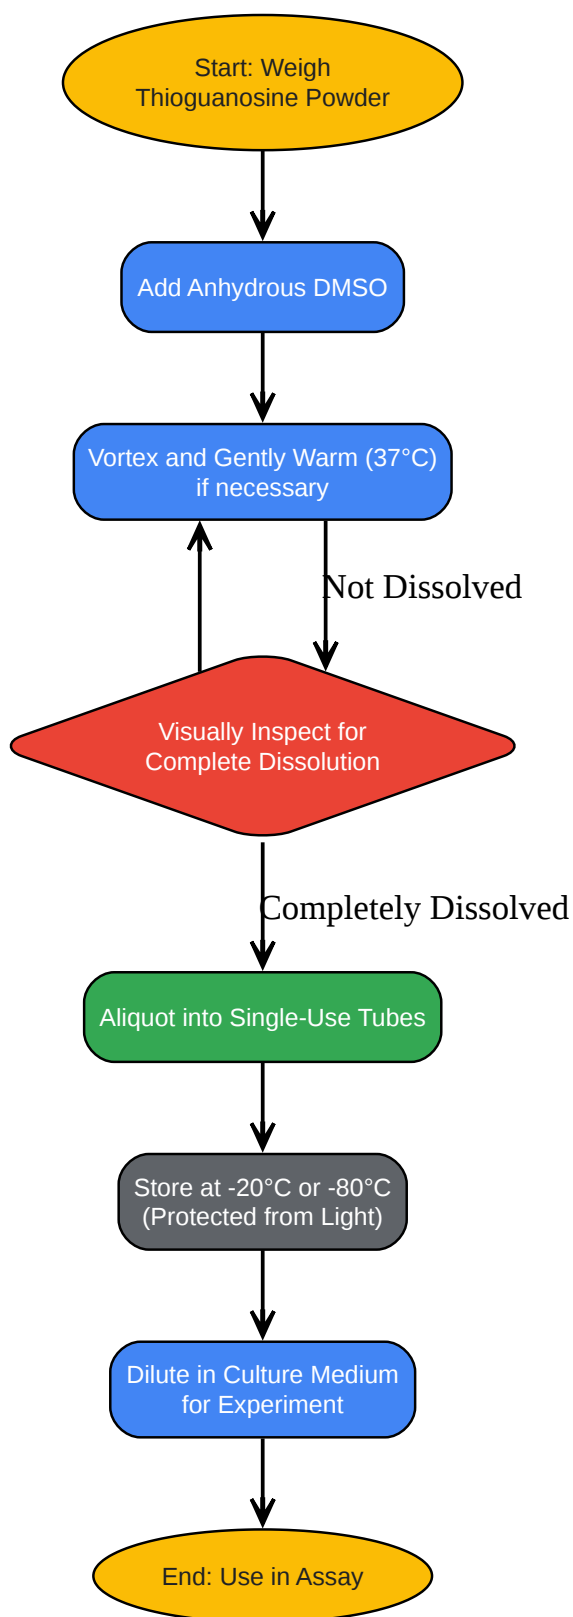 Start: Weigh
Thioguanosine Powder
Add Anhydrous DMSO
Vortex and Gently Warm (37°C)
if necessary
Not Dissolved
Visually Inspect for
Complete Dissolution
Completely Dissolved
Aliquot into Single-Use Tubes
Store at -20°C or -80°C
(Protected from Light)
Dilute in Culture Medium
for Experiment
End: Use in Assay